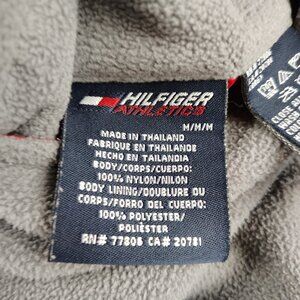 HILFIGER
ATHLETICS
M/M/M
MADE IN THAILAND
FABRIQUE EN THAILANDE
HECHO EN TAILANDIA
BODY/CORPS/CUERPO:
100% NYLON/NILON
BODY LINING/DOUBLURE DU
CORPS/FORRO DEL CUERPO:
100% POLYESTER/
POLIÉSTER
RN# 77806 CA# 20781